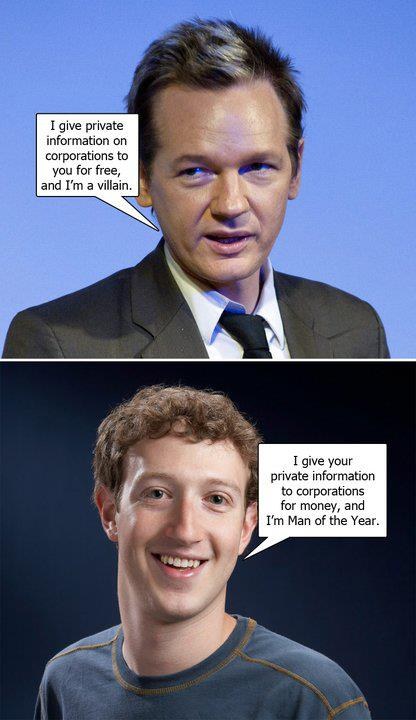 I give private
information on
corporations to
you for free,
and I'm a villain.
I give your
private information
to corporations
for money, and
I'm Man of the Year.